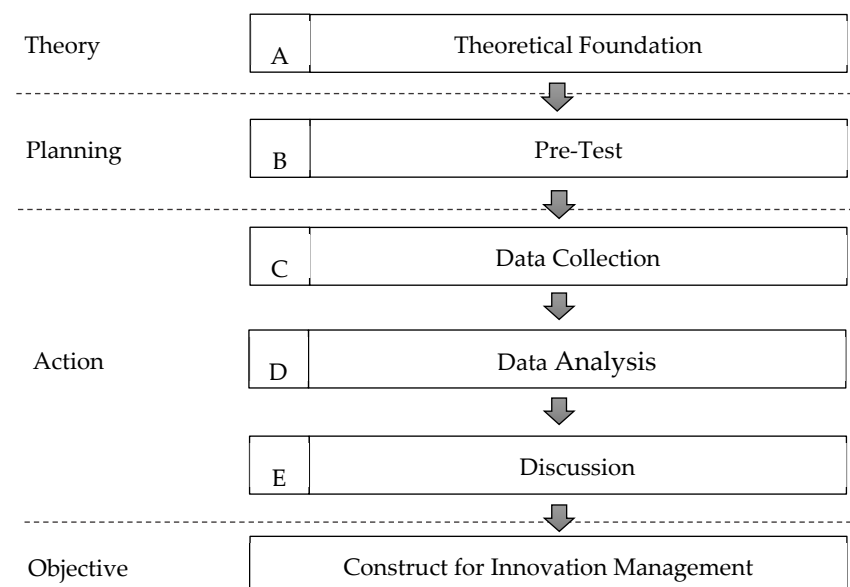 Theory
A
Theoretical Foundation
Planning
B
Pre-Test
C
Data Collection
Action
D
Data Analysis
E
Discussion
Objective
Construct for Innovation Management